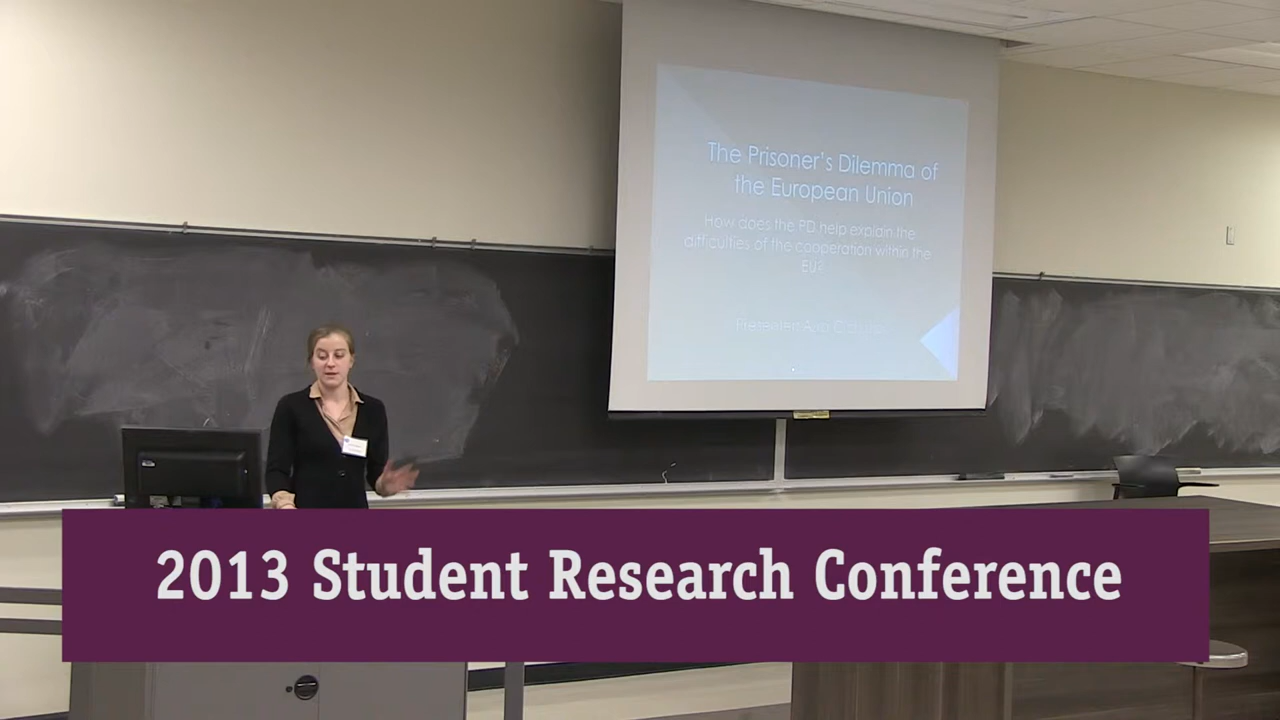 The Prisoner's Dilemma of
the European Union
How does the PD help explain the
difficulties of the cooperation within the
EU?
Presenter:
2013 Student Research Conference